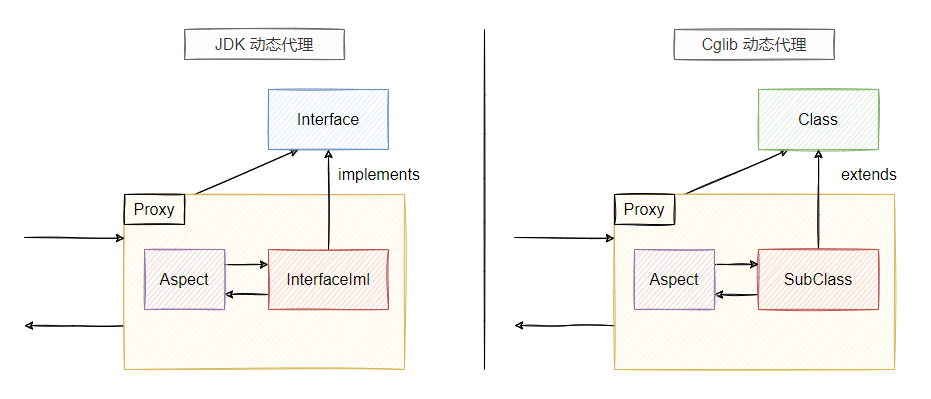 JDK 动态代理
Interface
implements
Proxy
Aspect
InterfaceIml
Cglib 动态代理
Class
extends
Proxy
Aspect
SubClass